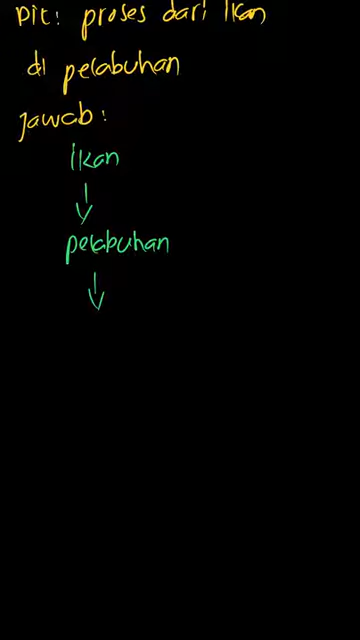 Dit: proses dari Ikan
di pelabuhan
Jawab:
ikan
pelabuhan